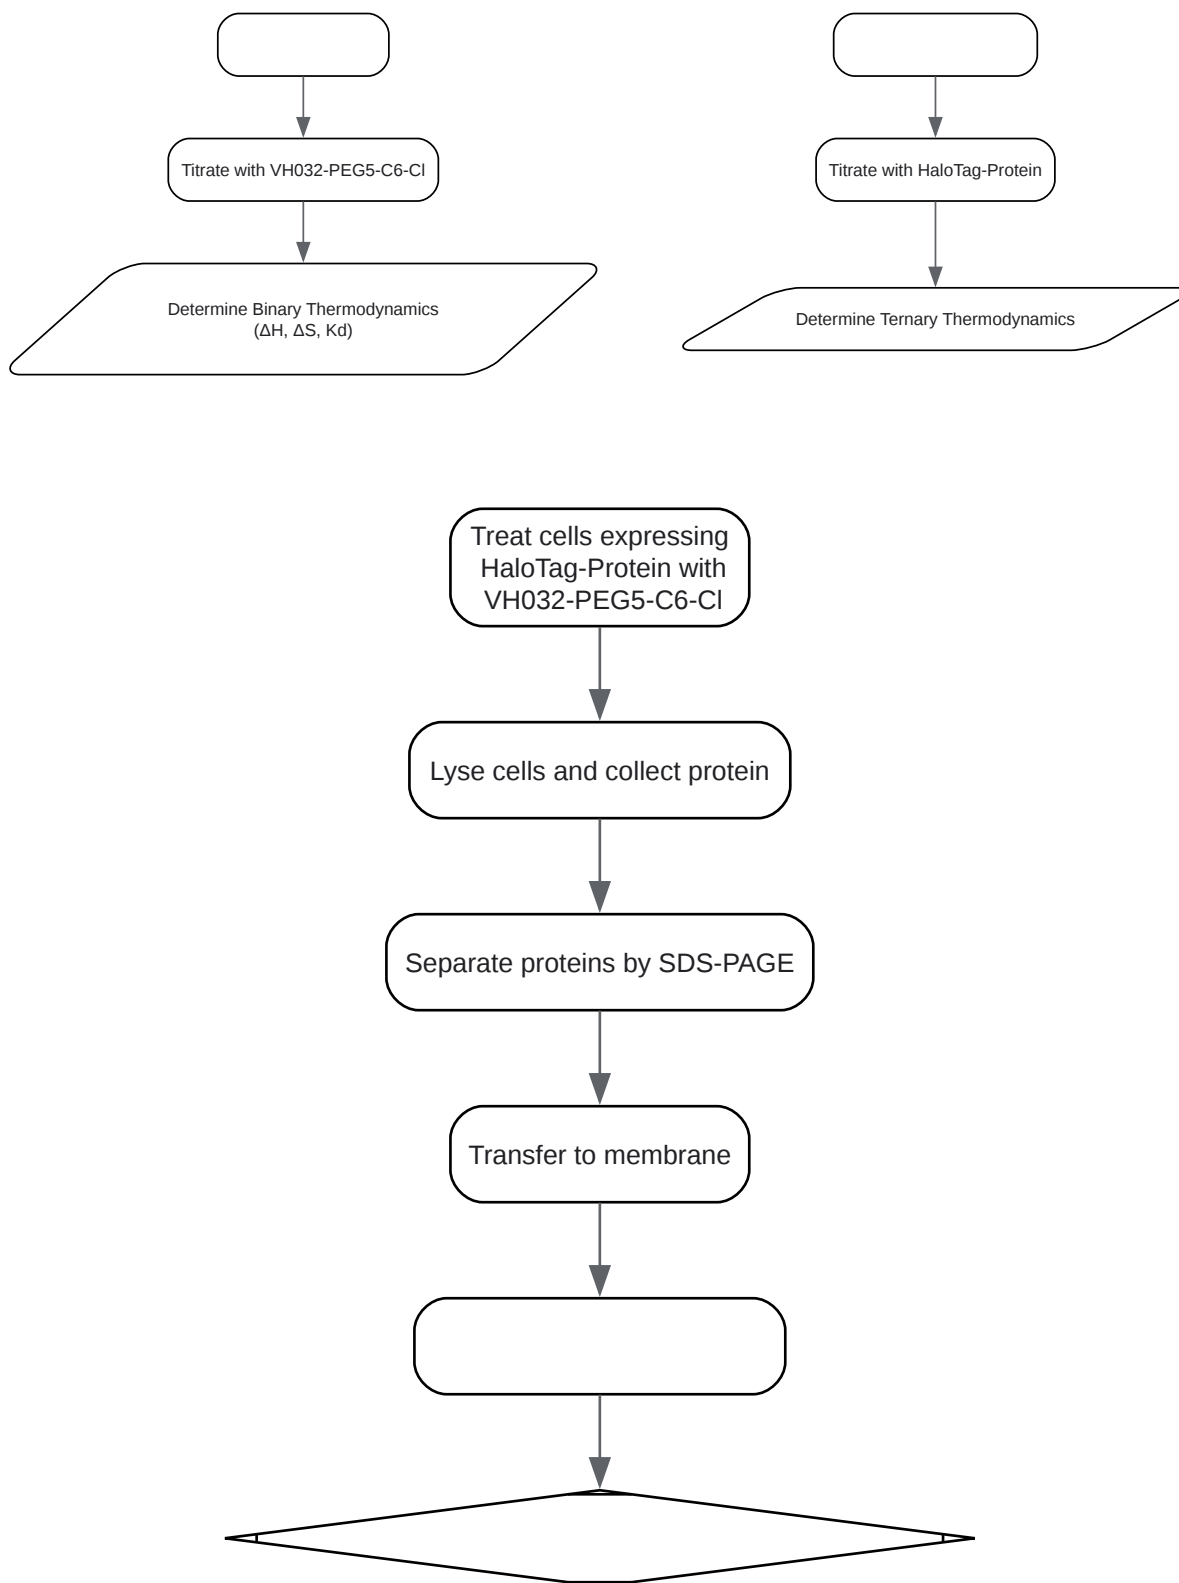 Titrate with VH032-PEG5-C6-Cl
Titrate with HaloTag-Protein
Determine Binary Thermodynamics
(ΔH, ΔS, Kd)
Determine Ternary Thermodynamics
Treat cells expressing
HaloTag-Protein with
VH032-PEG5-C6-Cl
Lyse cells and collect protein
Separate proteins by SDS-PAGE
Transfer to membrane